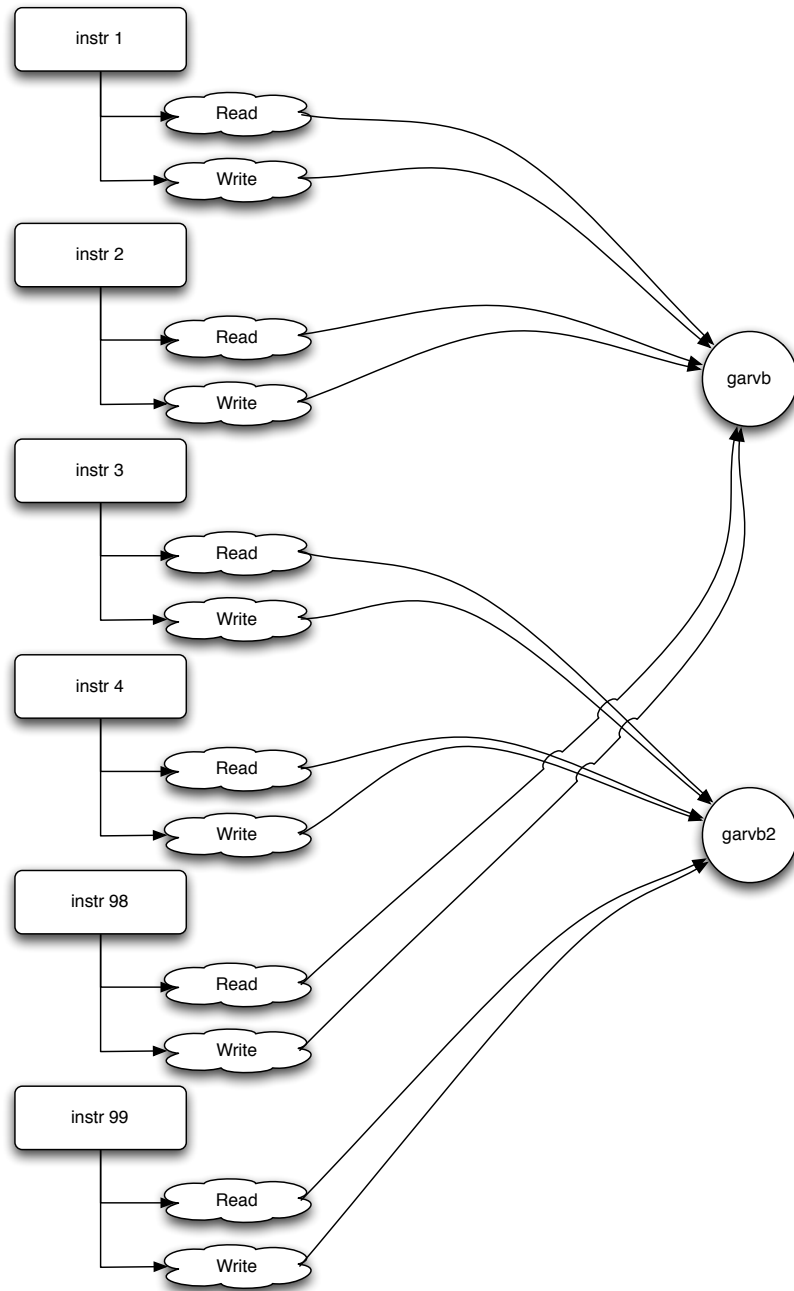 instr 1
Read
Write
instr 2
Read
Write
garvb
instr 3
Read
Write
instr 4
Read
Write
garvb2
instr 98
Read
Write
instr 99
Read
Write